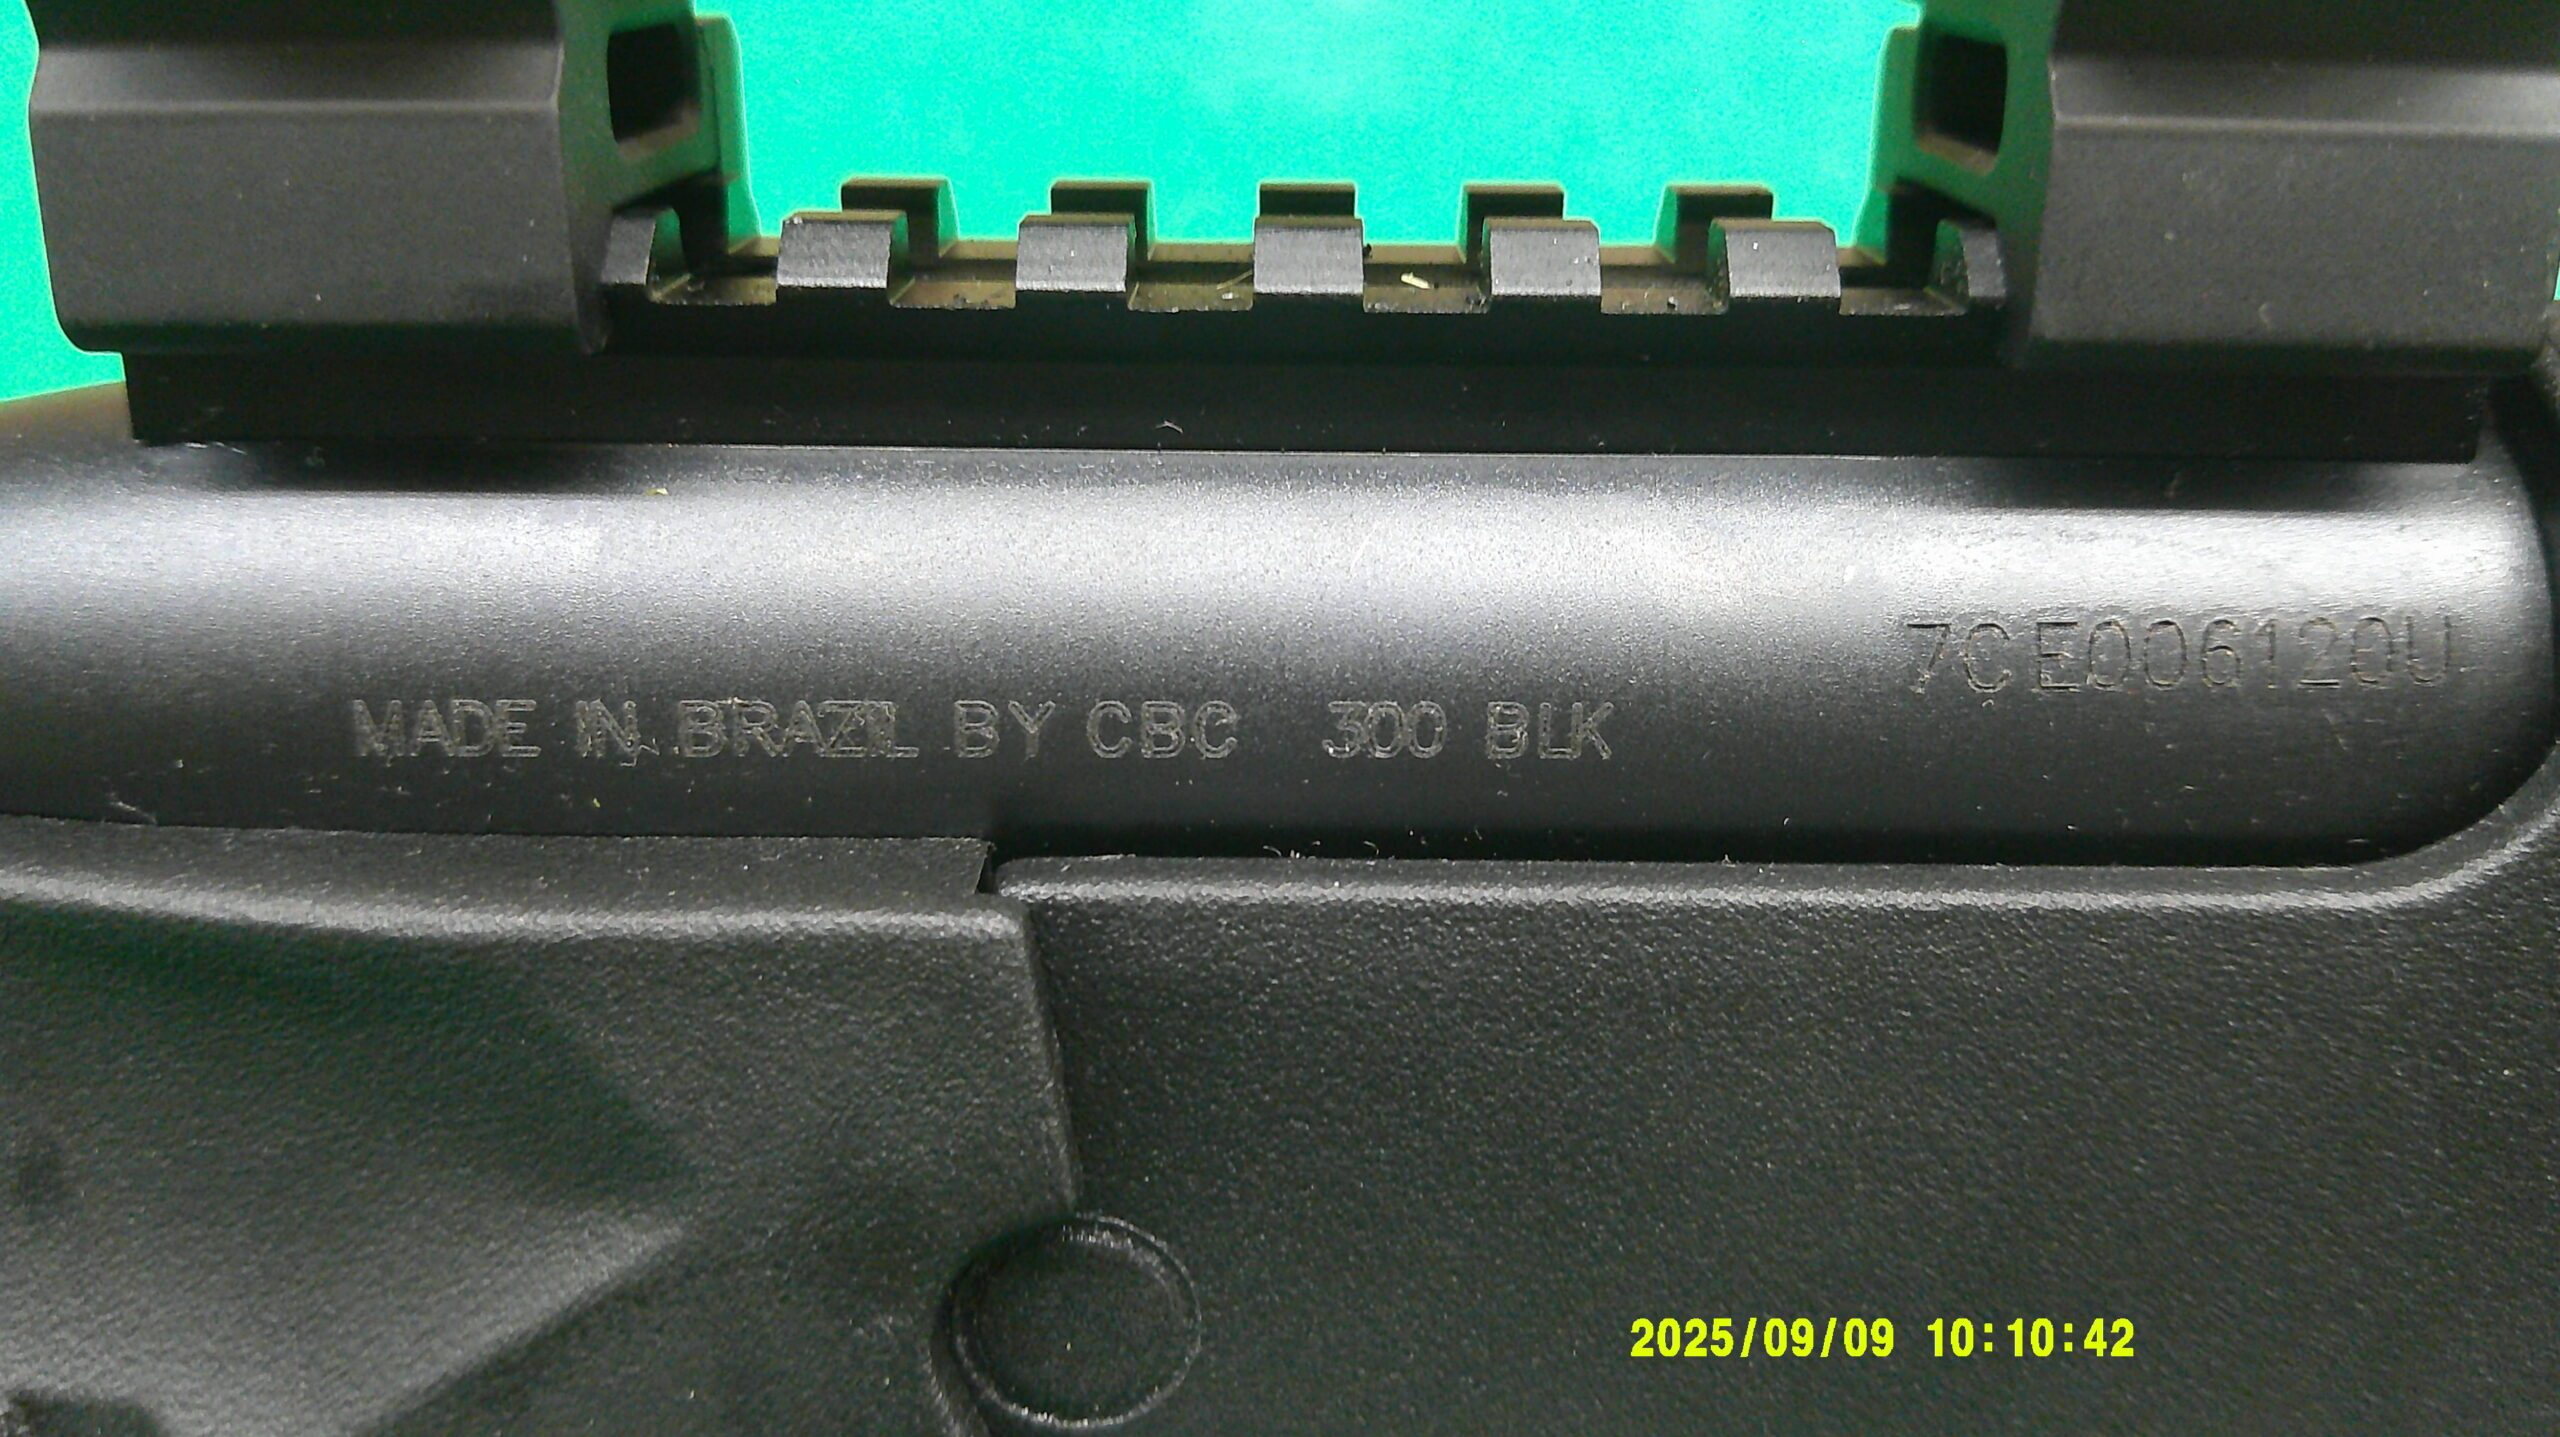 7CE006120U
MADE IN BRAZIL BY CBC 300 BLK
2025/09/09 10:10:42